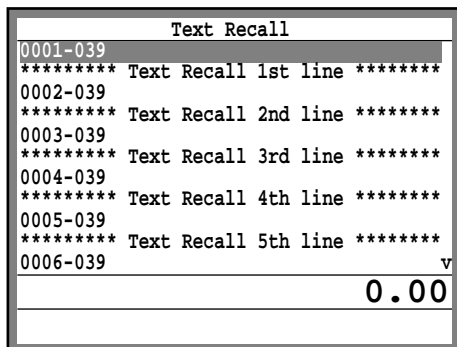 Text Recall
0001-039
********* Text Recall 1st line ********
0002-039
********* Text Recall 2nd line ********
0003-039
********* Text Recall 3rd line ********
0004-039
********* Text Recall 4th line ********
0005-039
********* Text Recall 5th line ********
0006-039 v
0.00